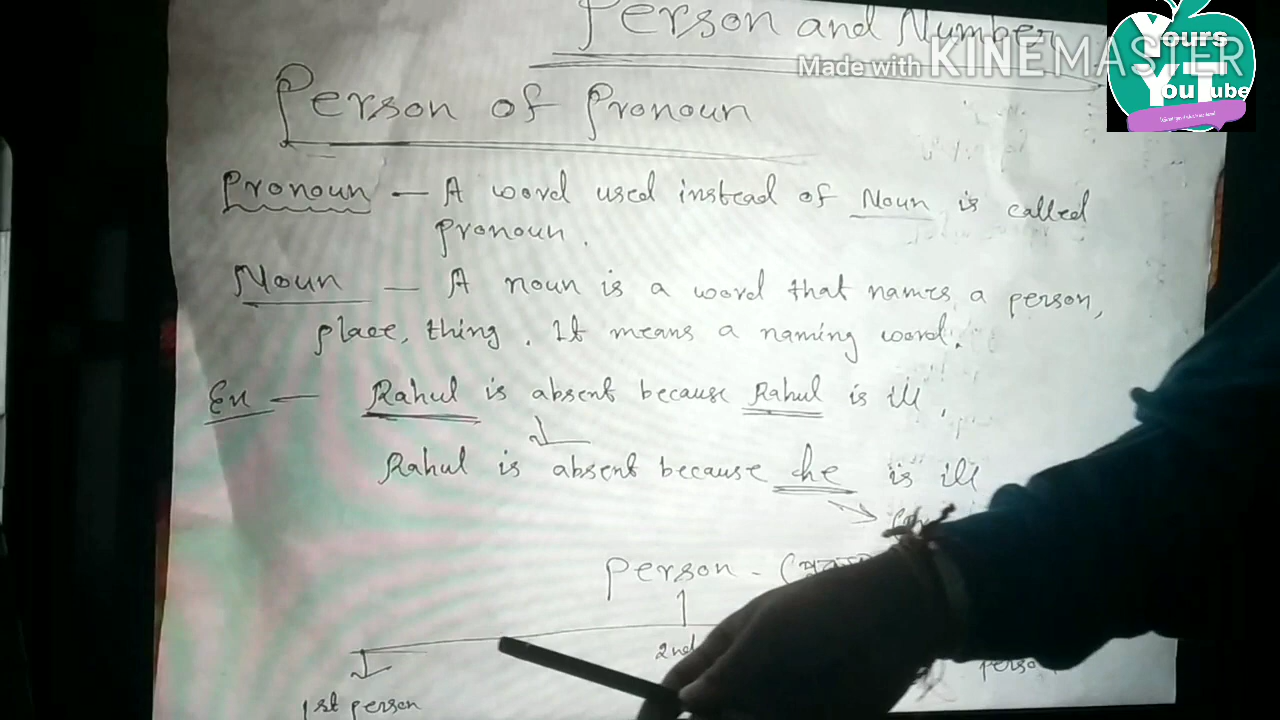 Person and Number
Made with KINEMASTER
Yours
YouTube
Person of Pronoun
Pronoun — A word used instead of Noun is called
pronoun.
Noun — A noun is a word that names a person,
place, thing. It means a naming word.
Ex — Rahul is absent because Rahul is ill.
Rahul is absent because he is ill
Person - (
2nd
person
1st person